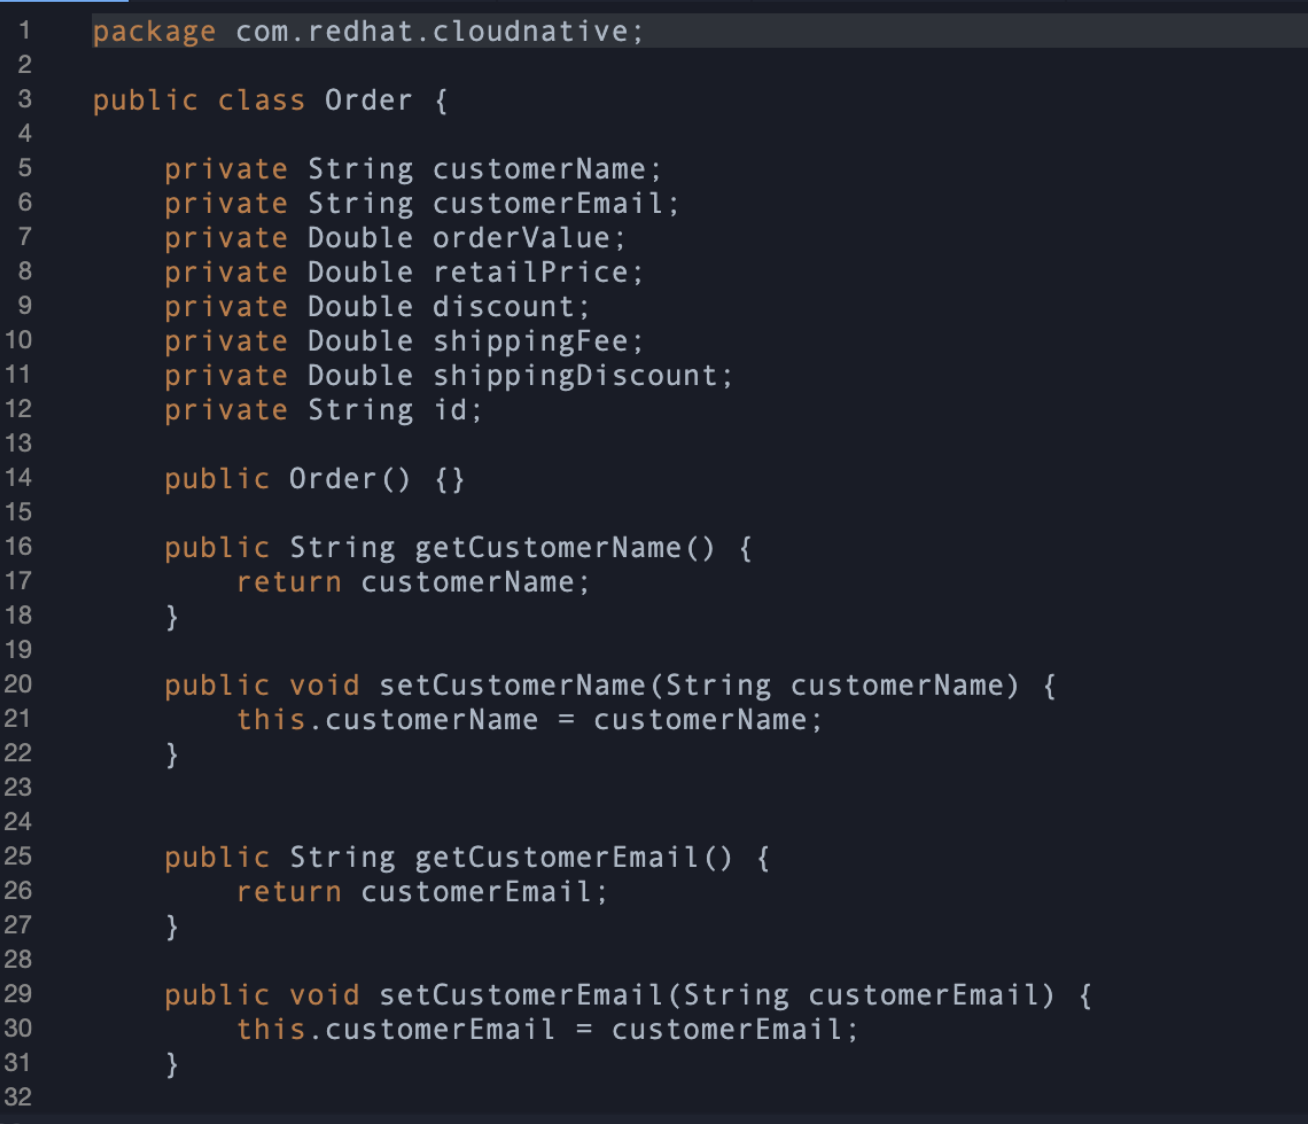 1 package com.redhat.cloudnative;
2
3 public class Order {
4
5 private String customerName;
6 private String customerEmail;
7 private Double orderValue;
8 private Double retailPrice;
9 private Double discount;
10 private Double shippingFee;
11 private Double shippingDiscount;
12 private String id;
13
14 public Order() {}
15
16 public String getCustomerName() {
17 return customerName;
18 }
19
20 public void setCustomerName(String customerName) {
21 this.customerName = customerName;
22 }
23
24
25 public String getCustomerEmail() {
26 return customerEmail;
27 }
28
29 public void setCustomerEmail(String customerEmail) {
30 this.customerEmail = customerEmail;
31 }
32